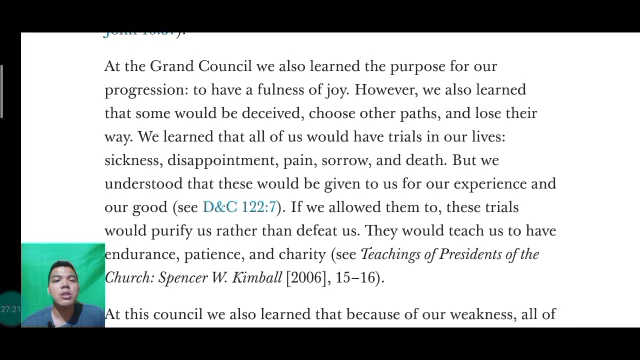 John
At the Grand Council we also learned the purpose for our
progression: to have a fulness of joy. However, we also learned
that some would be deceived, choose other paths, and lose their
way. We learned that all of us would have trials in our lives:
sickness, disappointment, pain, sorrow, and death. But we
understood that these would be given to us for our experience and
our good (see D&C 122:7). If we allowed them to, these trials
would purify us rather than defeat us. They would teach us to have
endurance, patience, and charity (see Teachings of Presidents of the
Church: Spencer W. Kimball [2006], 15–16).
At this council we also learned that because of our weakness, all of
27:21